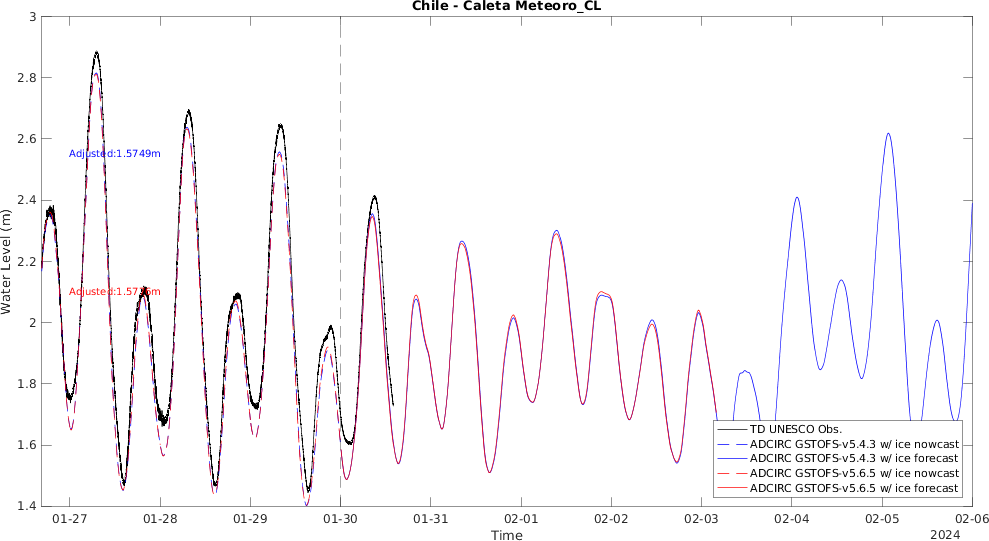 Chile - Caleta Meteoro_CL
3
2.8
2.6
2.4
2.2
2
1.8
1.6
1.4
Water Level (m)
Adjusted:1.5749m
TD UNESCO Obs.
ADCIRC GSTOFS-v5.4.3 w/ ice nowcast
ADCIRC GSTOFS-v5.4.3 w/ ice forecast
ADCIRC GSTOFS-v5.6.5 w/ ice nowcast
ADCIRC GSTOFS-v5.6.5 w/ ice forecast
01-27 01-28 01-29 01-30 01-31 02-01 02-02 02-03 02-04 02-05 02-06
Time
2024